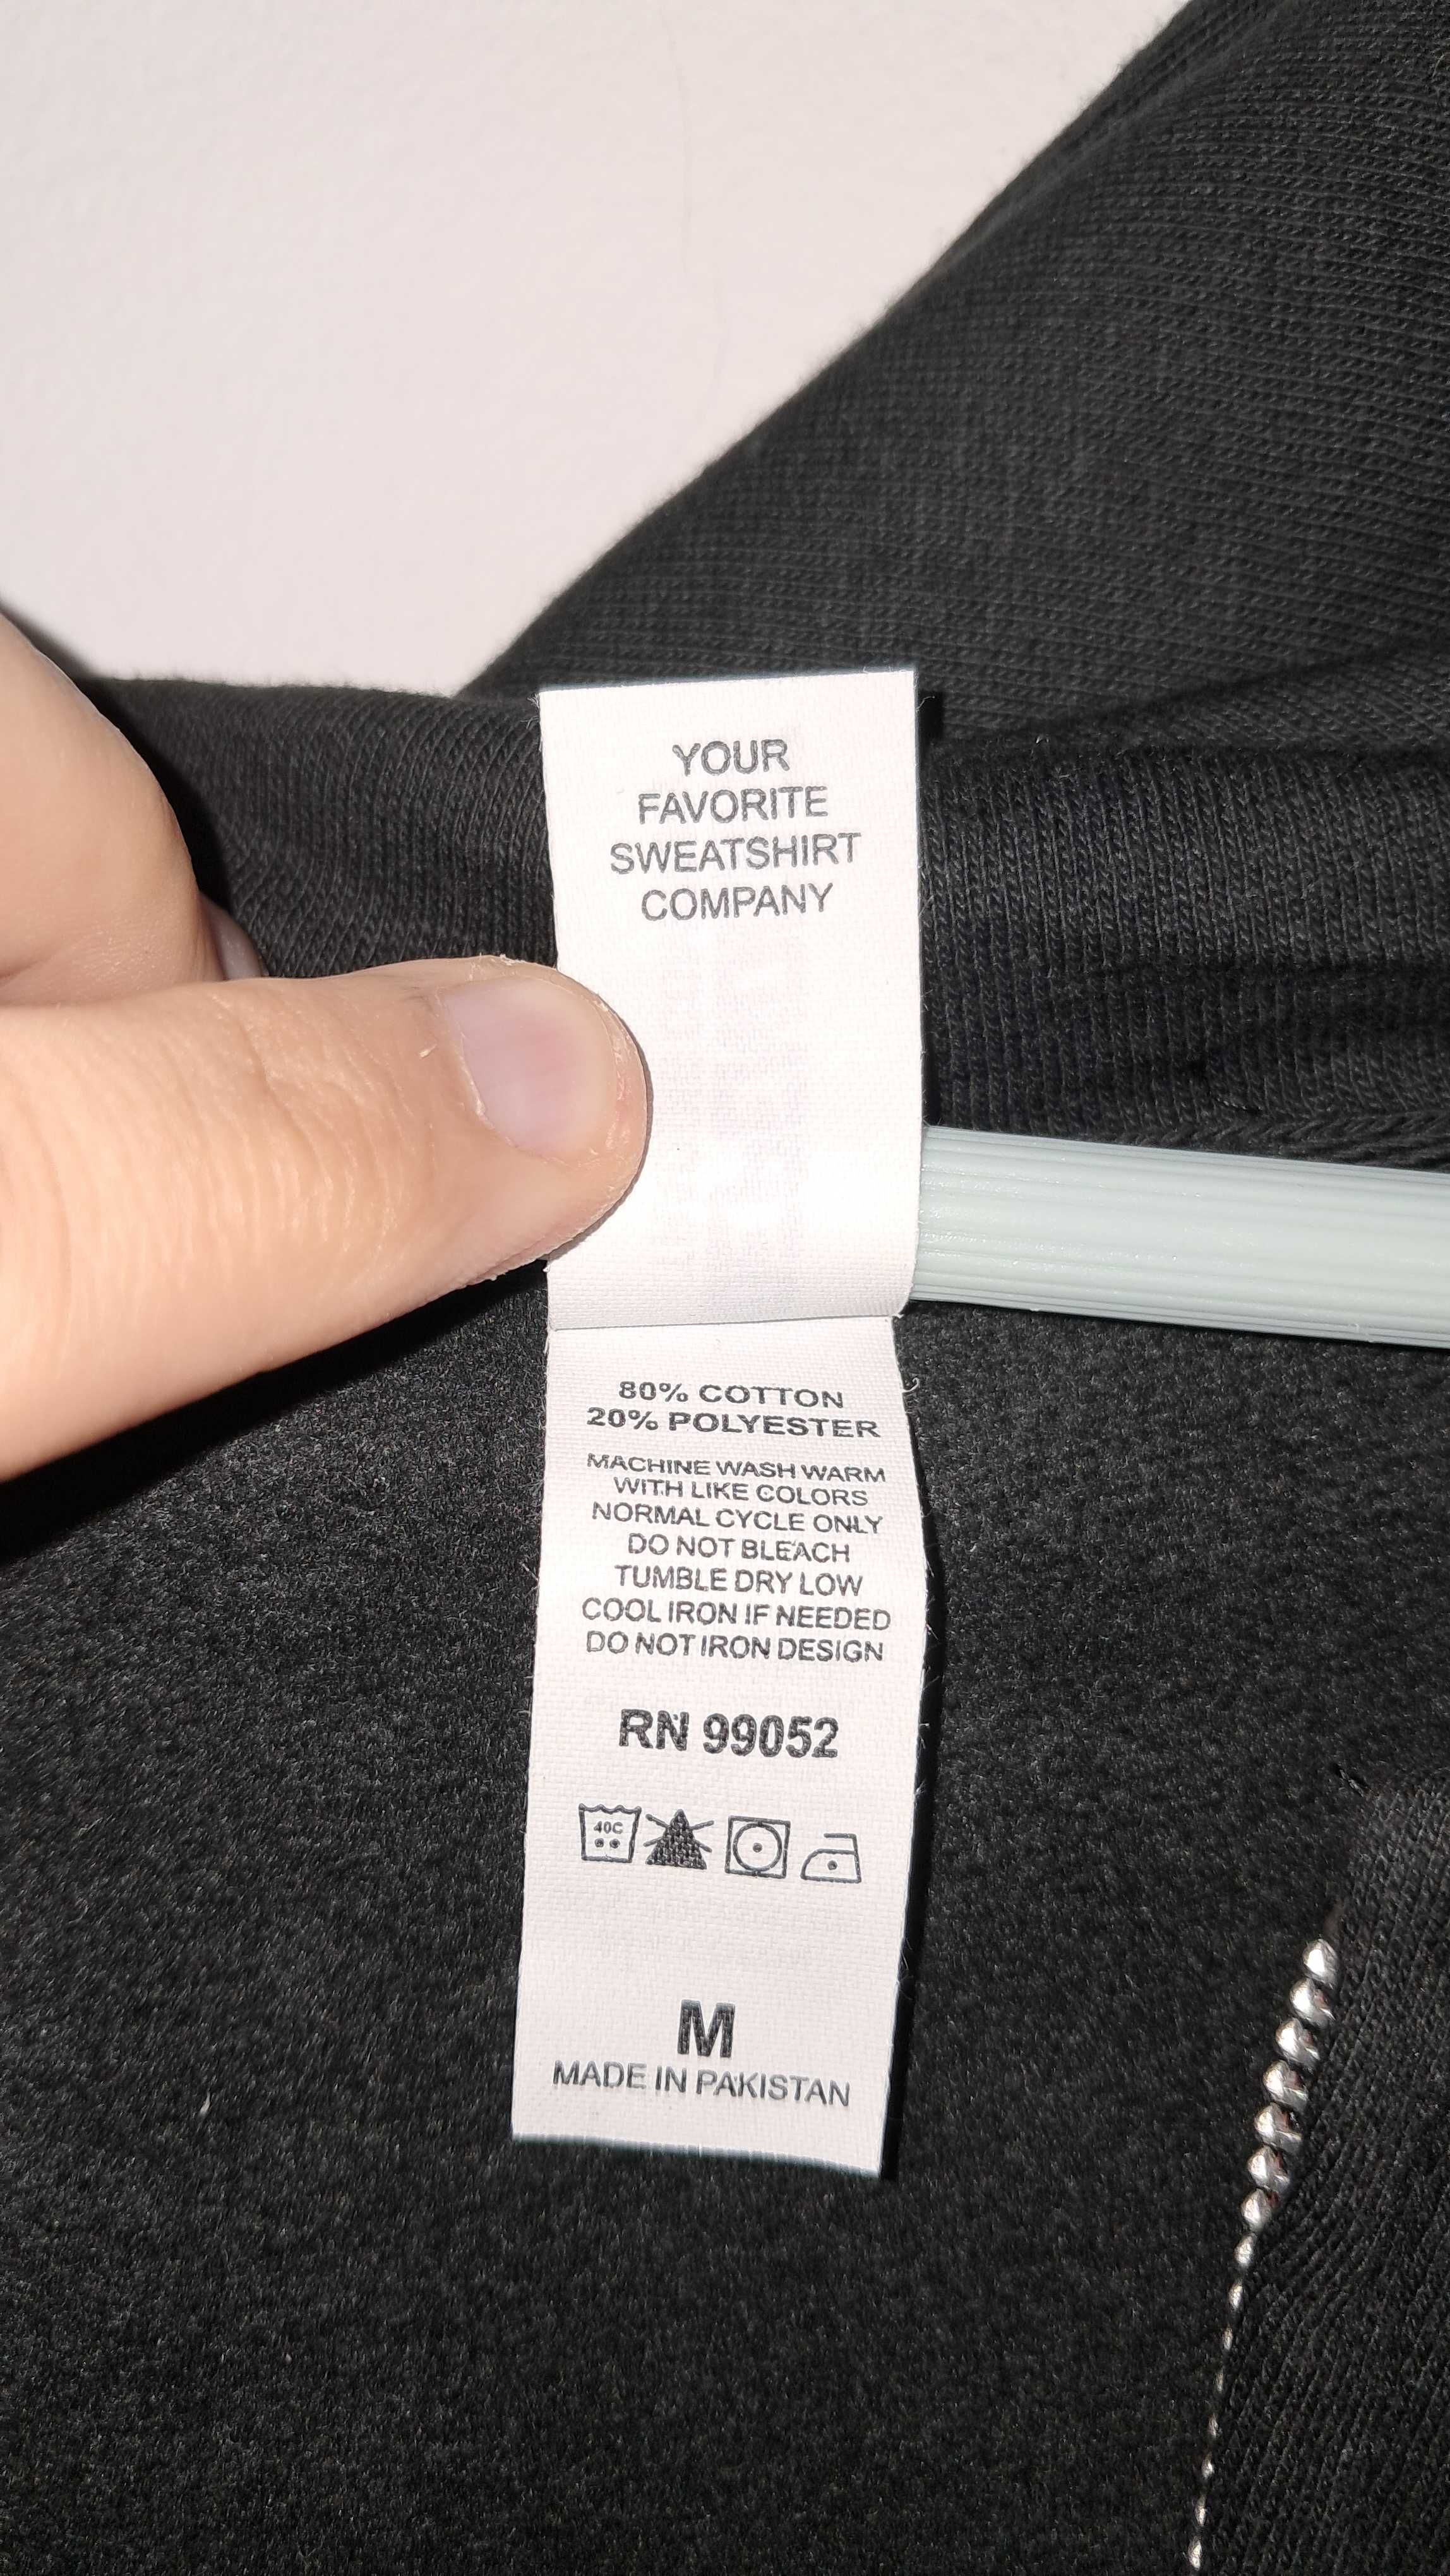 YOUR
FAVORITE
SWEATSHIRT
COMPANY
80% COTTON
20% POLYESTER
MACHINE WASH WARM
WITH LIKE COLORS
NORMAL CYCLE ONLY
DO NOT BLEACH
TUMBLE DRY LOW
COOL IRON IF NEEDED
DO NOT IRON DESIGN
RN 99052
40C
M
MADE IN PAKISTAN